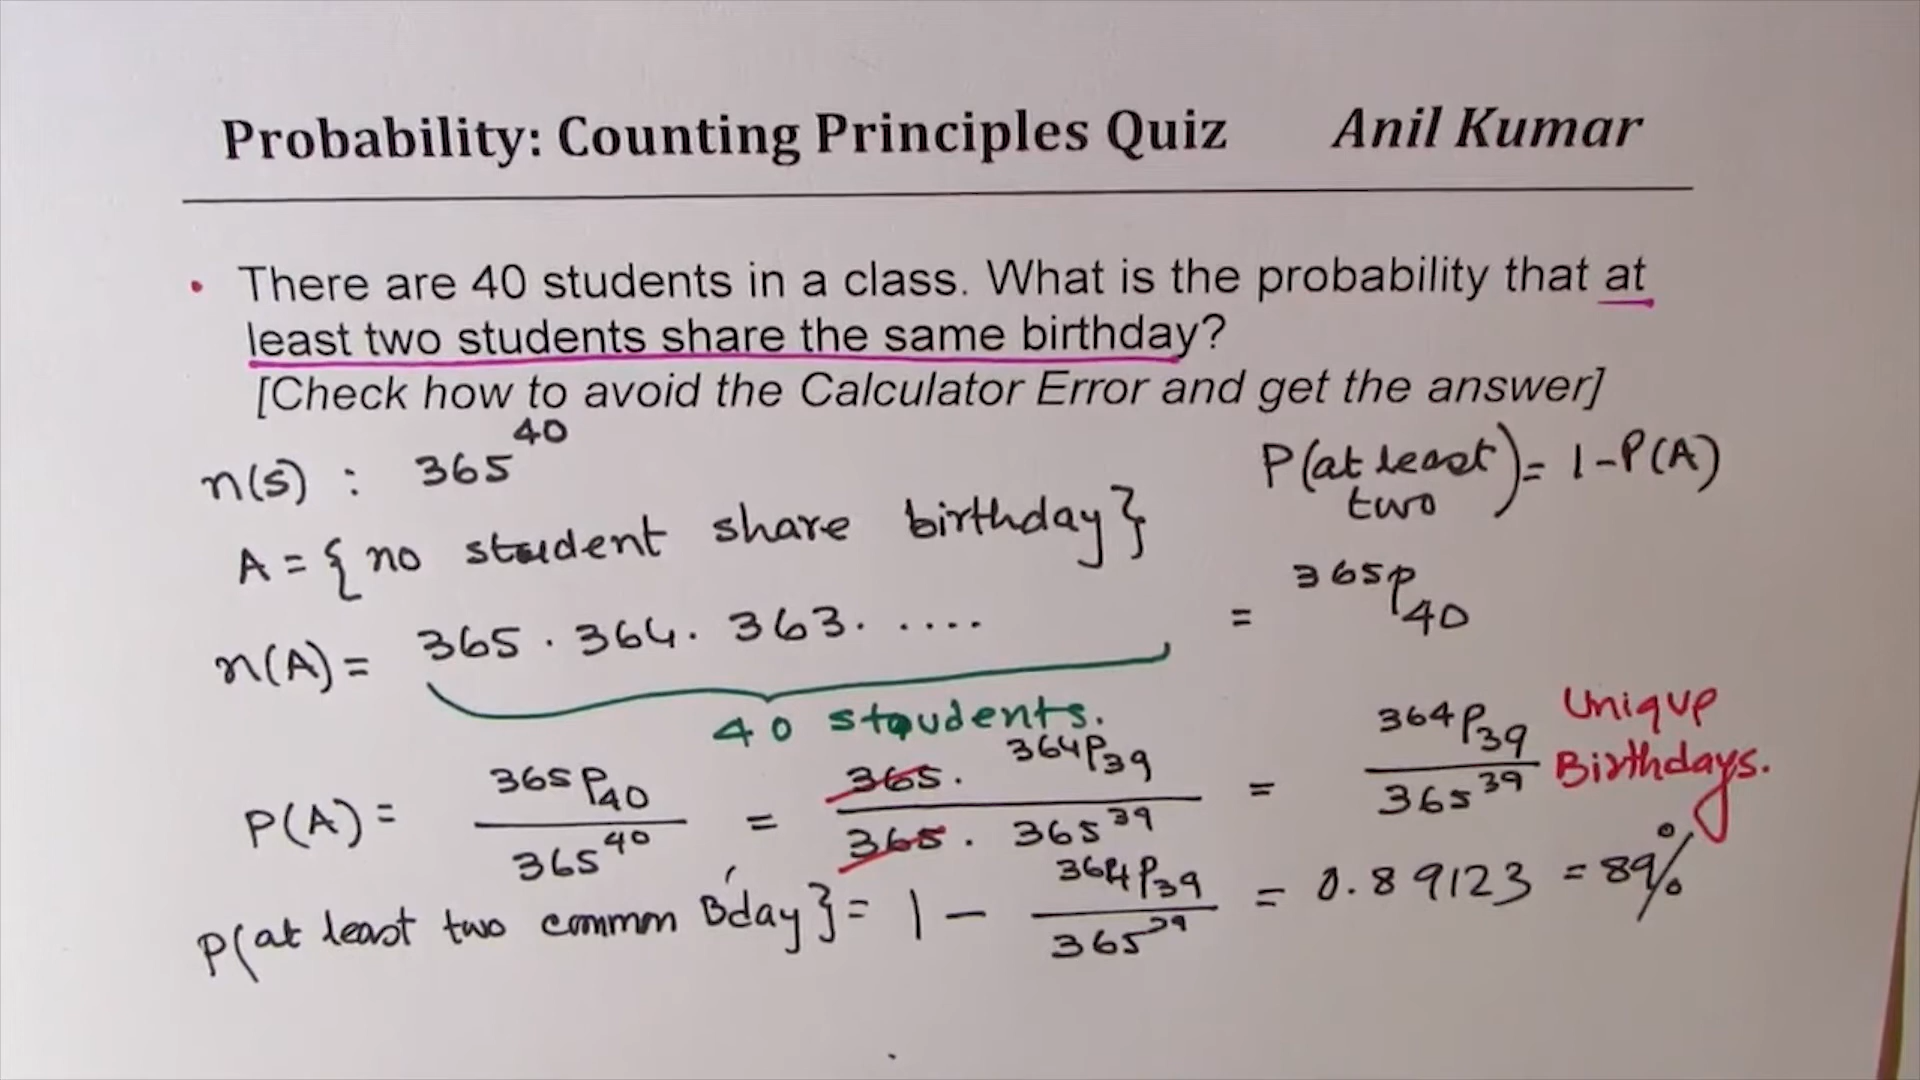 Probability: Counting Principles Quiz Anil Kumar
• There are 40 students in a class. What is the probability that at
least two students share the same birthday?
[Check how to avoid the Calculator Error and get the answer]
n(s) : 365^40
P(at least two) = 1-P(A)
A = { no student share birthday}
n(A) = 365 . 364 . 363 . .... = 365P40
40 stoudents.
P(A) = 365P40 / 365^40 = 365 . 364P39 / 365 . 365^39 = 364P39 / 365^39 Uniqup Birthdays.
P(at least two common B'day} = 1 - 364P39 / 365^39 = 0.89123 = 89%